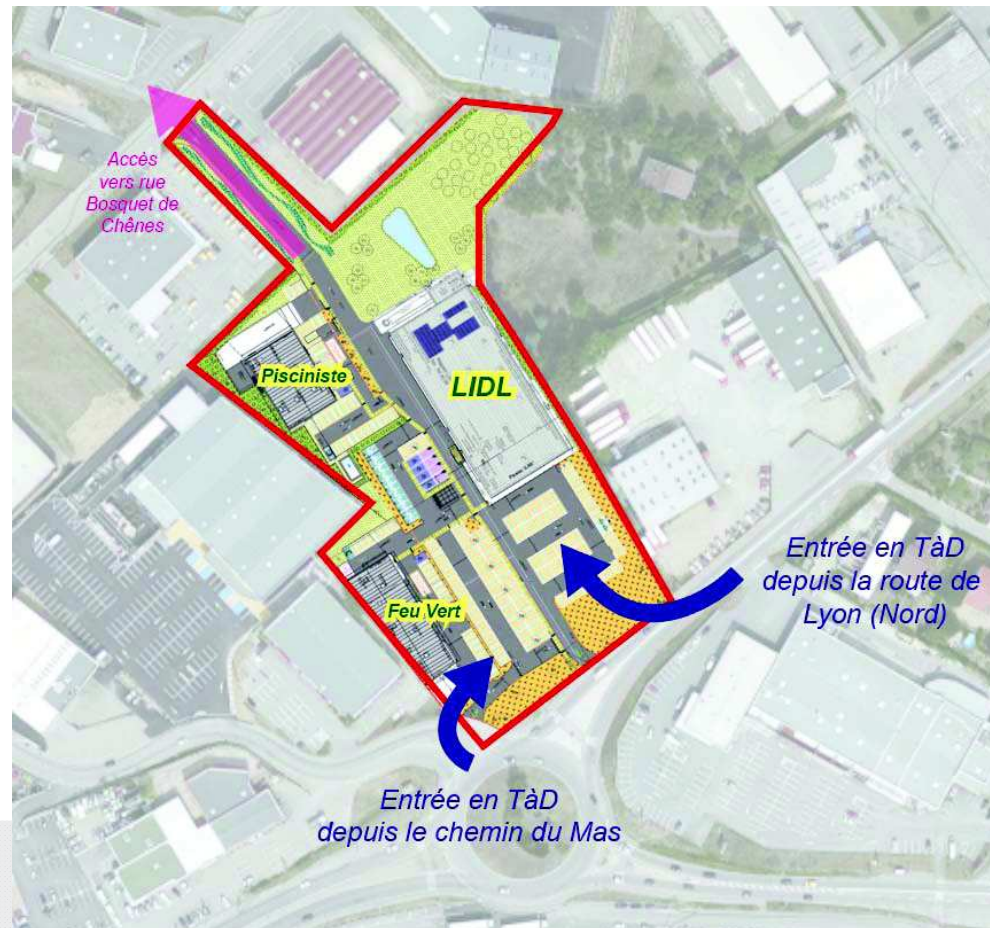 Accès
vers rue
Bosquet de
Chênes
Pisciniste
LIDL
Feu Vert
Entrée en TàD
depuis la route de
Lyon (Nord)
Entrée en TàD
depuis le chemin du Mas